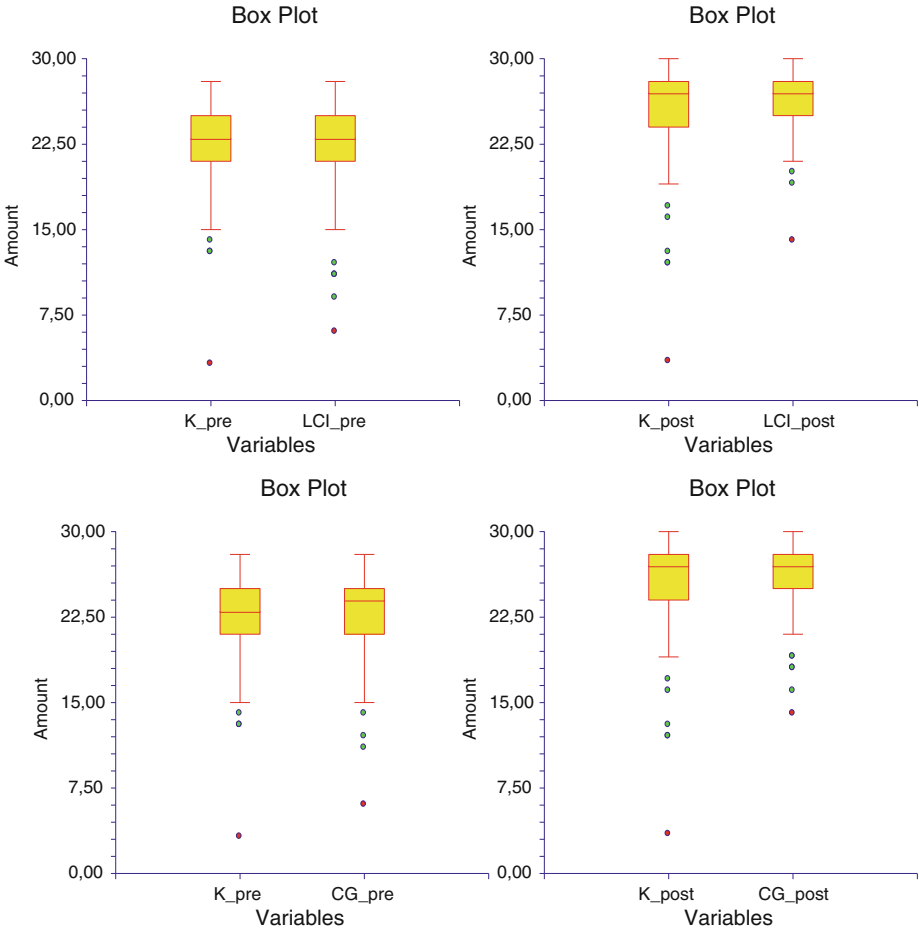 Box Plot
30,00
22,50
15,00
7,50
0,00
Amount
K_pre LCI_pre
Variables
Box Plot
30,00
22,50
15,00
7,50
0,00
Amount
K_post LCI_post
Variables
Box Plot
30,00
22,50
15,00
7,50
0,00
Amount
K_pre CG_pre
Variables
Box Plot
30,00
22,50
15,00
7,50
0,00
Amount
K_post CG_post
Variables